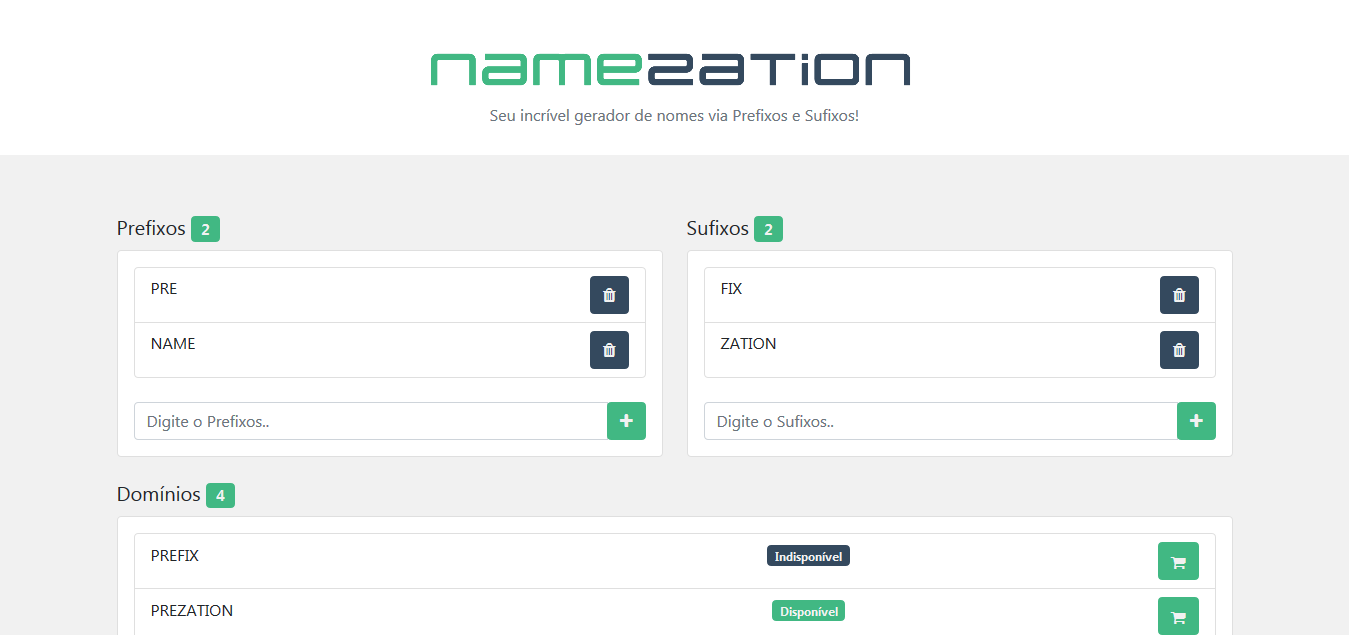 namezation
Seu incrível gerador de nomes via Prefixos e Sufixos!
Prefixos 2
PRE
NAME
Digite o Prefixos..
Sufixos 2
FIX
ZATION
Digite o Sufixos..
Domínios 4
PREFIX Indisponível
PREZATION Disponível